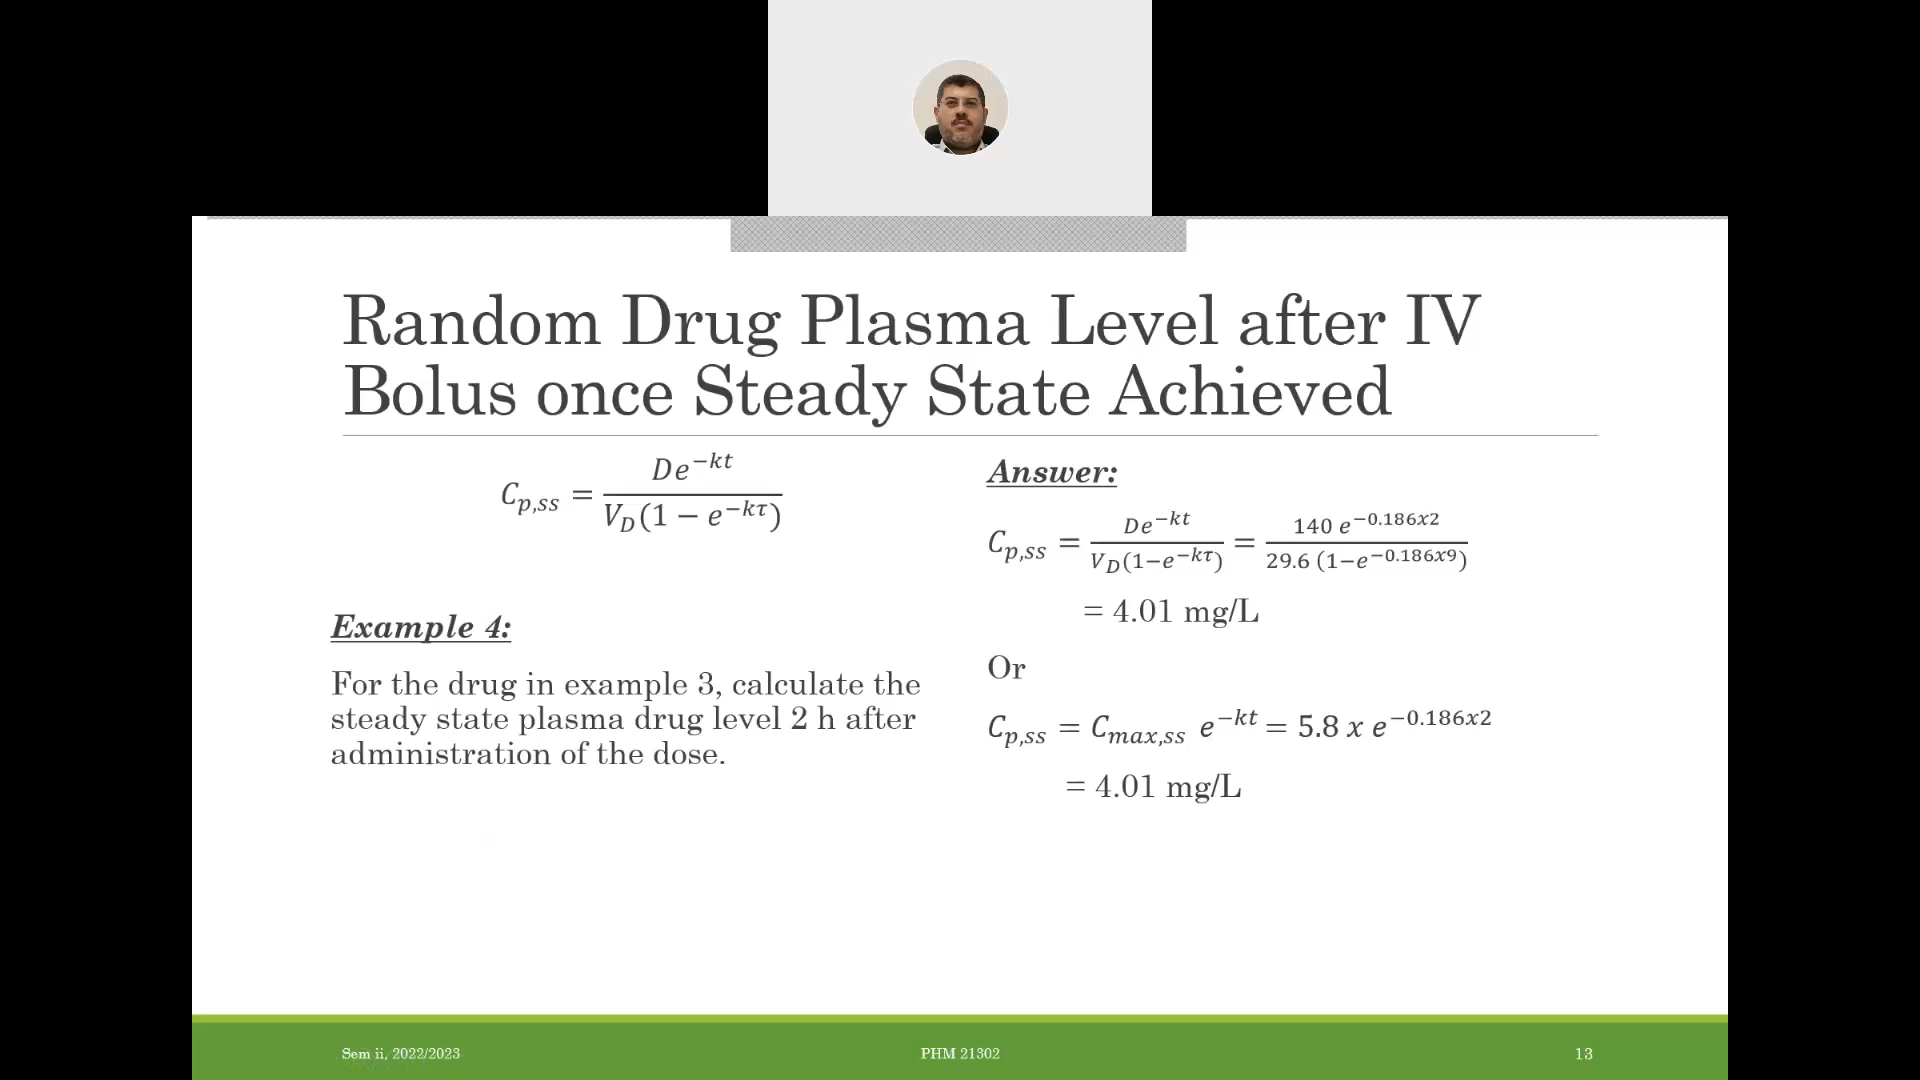 Random Drug Plasma Level after IV
Bolus once Steady State Achieved
C_{p,ss} = \frac{De^{-kt}}{V_D(1 − e^{-kτ})}
Example 4:
For the drug in example 3, calculate the
steady state plasma drug level 2 h after
administration of the dose.
Answer:
C_{p,ss} = \frac{De^{-kt}}{V_D(1−e^{-kτ})} = \frac{140 e^{-0.186x2}}{29.6 (1−e^{-0.186x9})}
= 4.01 mg/L
Or
C_{p,ss} = C_{max,ss} e^{-kt} = 5.8 x e^{-0.186x2}
= 4.01 mg/L
Sem ii, 2022/2023
PHM 21302
13